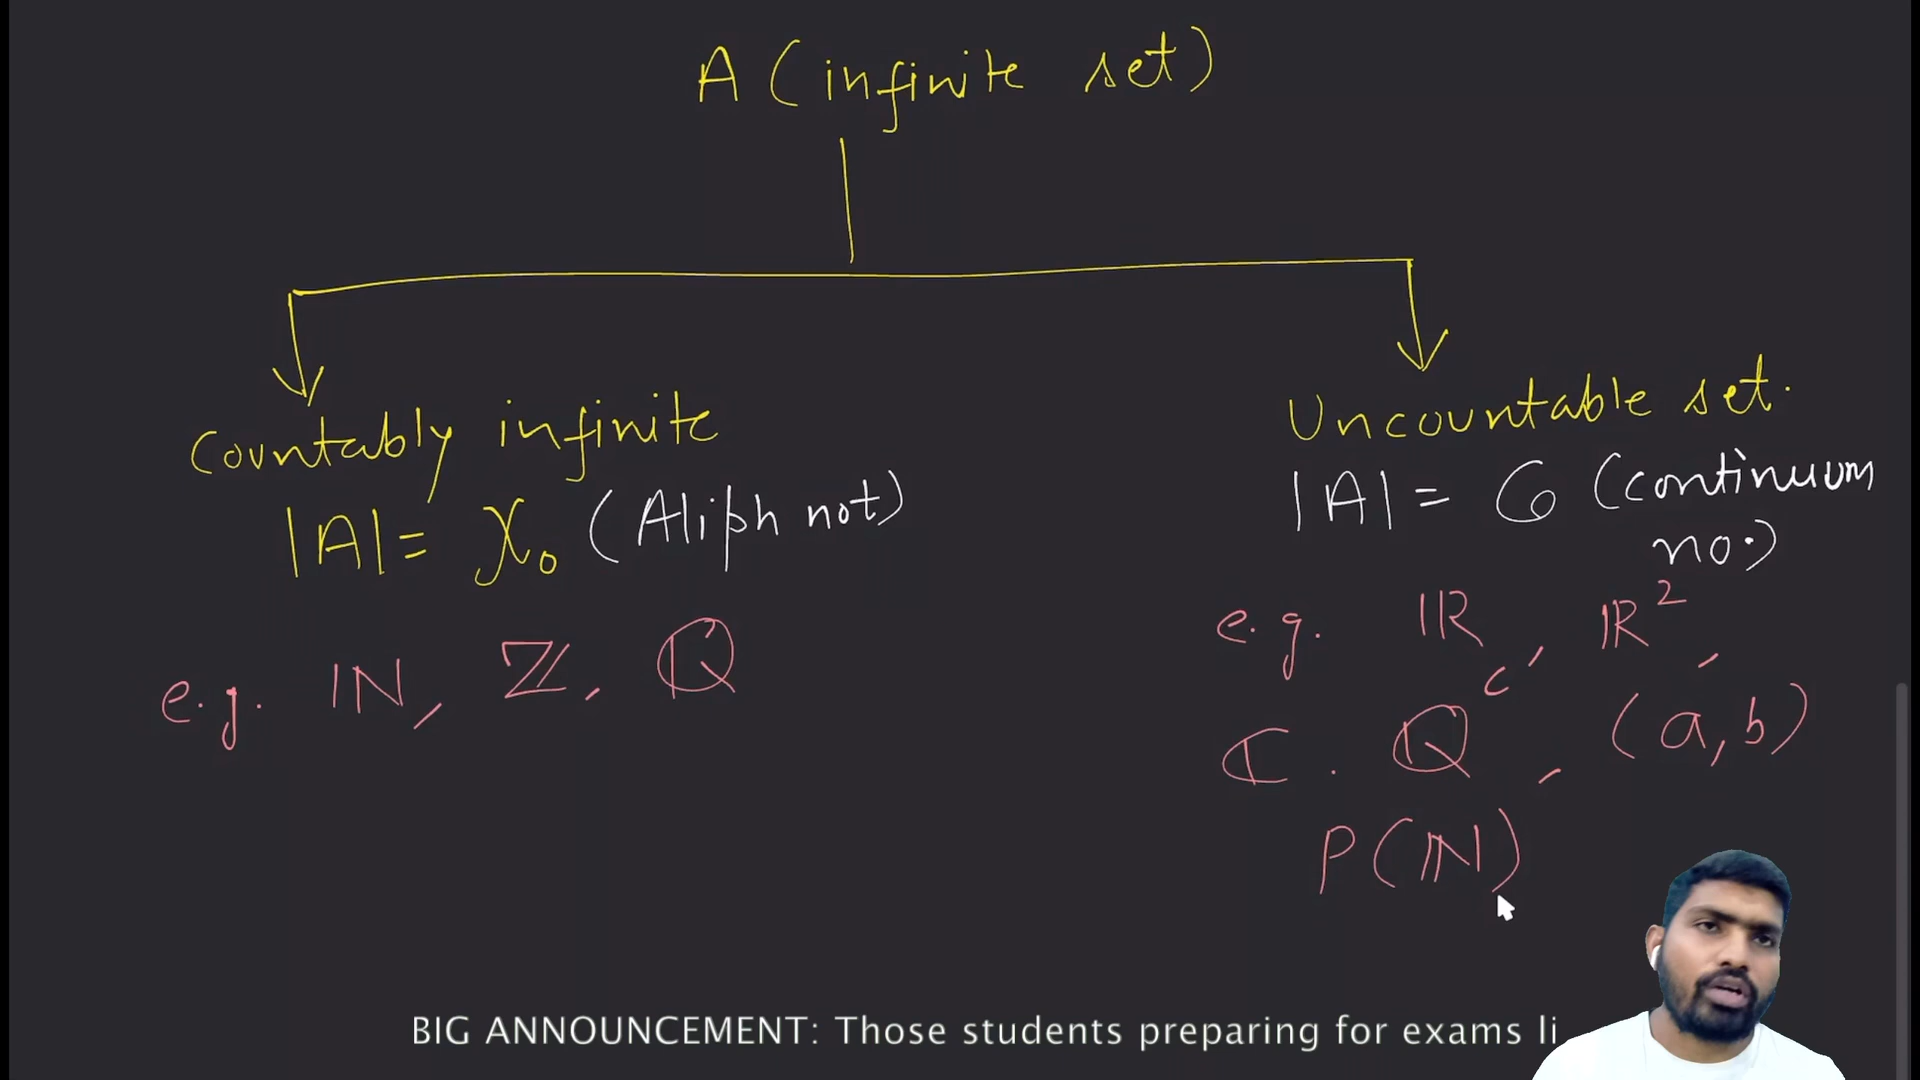 A (infinite set)
Countably infinite
|A| = ℵ₀ (Aliph not)
e.g. ℕ, ℤ, ℚ
Uncountable set.
|A| = C (continuum
no.)
e.g. ℝ, ℝ²,
ℂ, ℚᶜ, (a,b)
P(ℕ)
BIG ANNOUNCEMENT: Those students preparing for exams li